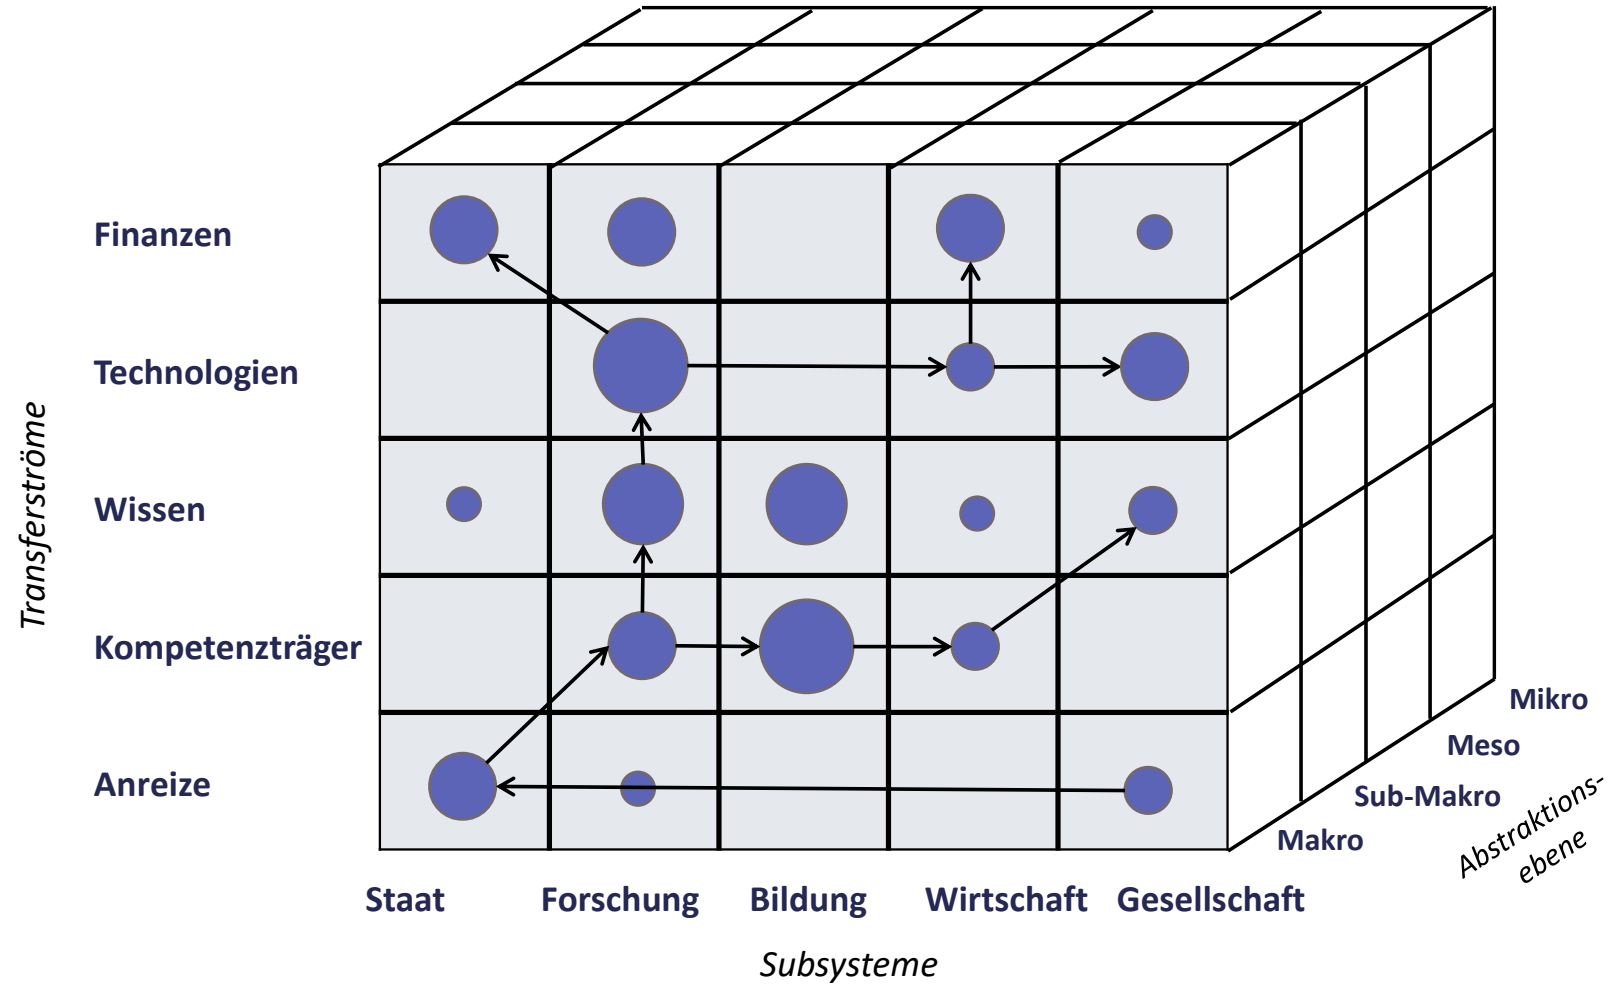 Finanzen
Technologien
Wissen
Kompetenzträger
Anreize
Transferströme
Staat
Forschung
Bildung
Wirtschaft
Gesellschaft
Subsysteme
Makro
Sub-Makro
Meso
Mikro
Abstraktions-
ebene